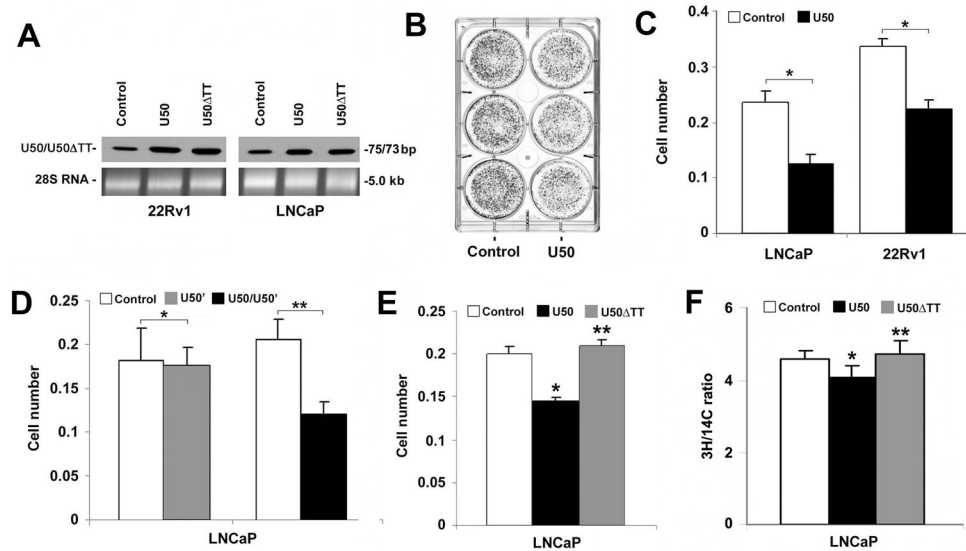 A
Control
U50
U50ΔTT
Control
U50
U50ΔTT
U50/U50ΔTT-
-75/73 bp
28S RNA -
-5.0 kb
22Rv1
LNCaP
B
Control
U50
C
Control
U50
Cell number
0.4
0.3
0.2
0.1
0
*
*
LNCaP
22Rv1
D
Control
U50'
U50/U50'
Cell number
0.25
0.2
0.15
0.1
0.05
0
*
**
LNCaP
E
Control
U50
U50ΔTT
Cell number
0.25
0.2
0.15
0.1
0.05
0
*
**
LNCaP
F
Control
U50
U50ΔTT
3H/14C ratio
6
4
2
0
*
**
LNCaP